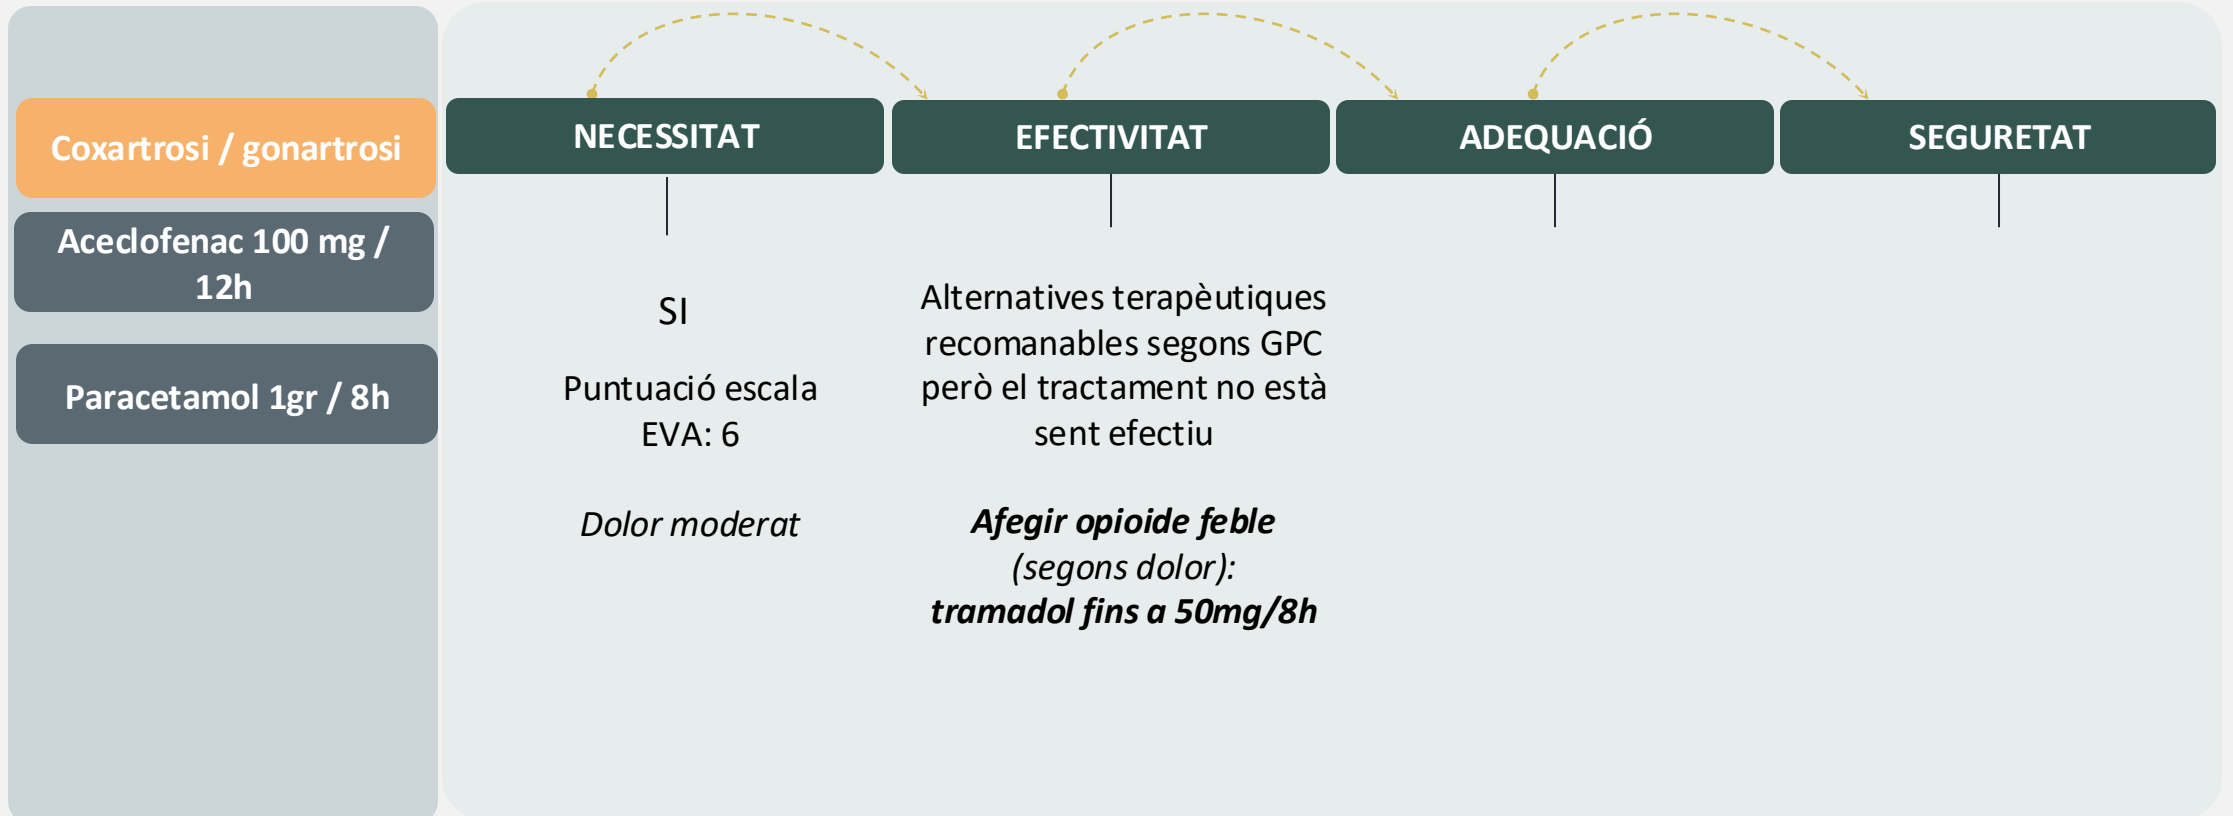 Coxartrosi / gonartrosi
Aceclofenac 100 mg /
12h
Paracetamol 1gr / 8h
NECESSITAT
SI
Puntuació escala
EVA: 6
Dolor moderat
EFECTIVITAT
Alternatives terapèutiques
recomanables segons GPC
però el tractament no està
sent efectiu
Afegir opioide feble
(segons dolor):
tramadol fins a 50mg/8h
ADEQUACIÓ
SEGURETAT